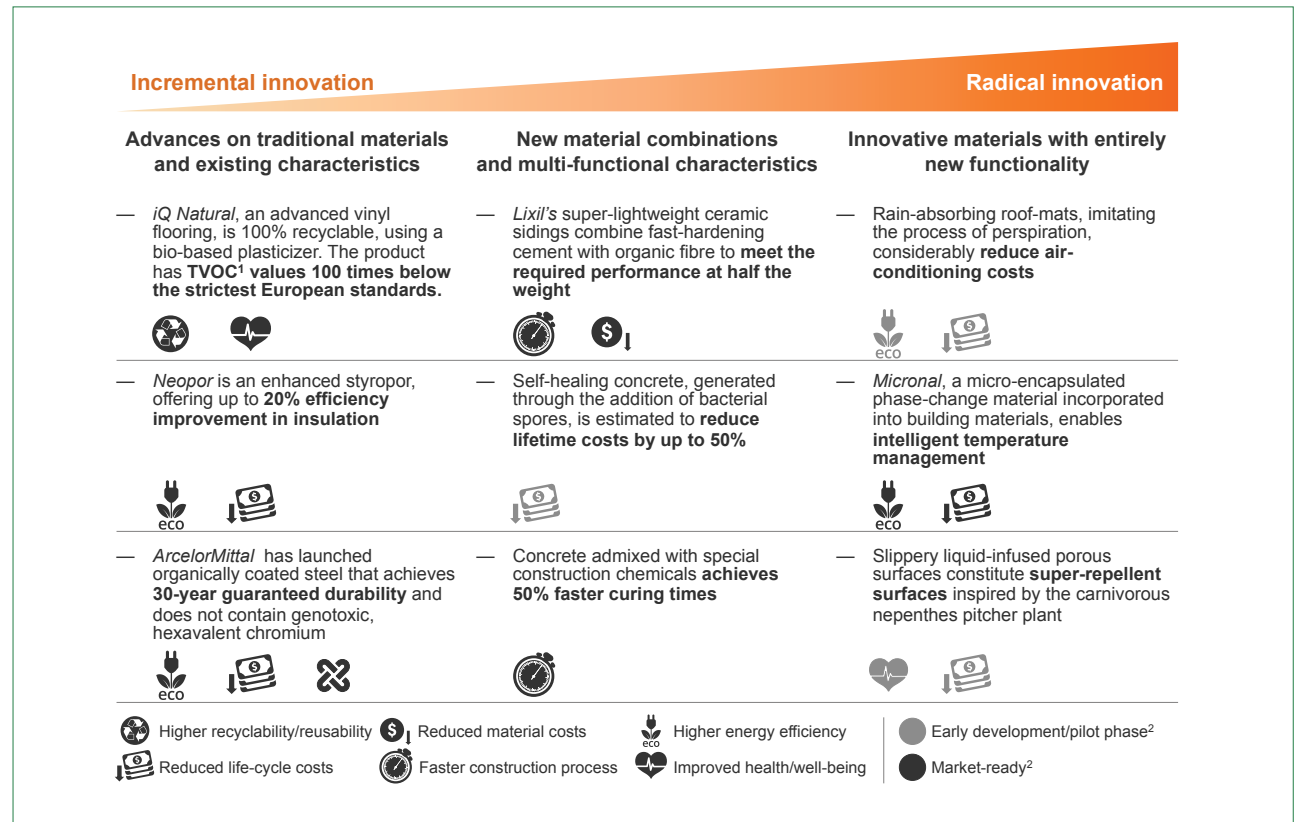 Incremental innovation
Radical innovation
Advances on traditional materials
and existing characteristics
New material combinations
and multi-functional characteristics
Innovative materials with entirely
new functionality
— iQ Natural, an advanced vinyl
flooring, is 100% recyclable, using a
bio-based plasticizer. The product
has TVOC¹ values 100 times below
the strictest European standards.
— Lixil's super-lightweight ceramic
sidings combine fast-hardening
cement with organic fibre to meet the
required performance at half the
weight
— Rain-absorbing roof-mats, imitating
the process of perspiration,
considerably reduce air-
conditioning costs
$
eco
$
— Neopor is an enhanced styropor,
offering up to 20% efficiency
improvement in insulation
— Self-healing concrete, generated
through the addition of bacterial
spores, is estimated to reduce
lifetime costs by up to 50%
— Micronal, a micro-encapsulated
phase-change material incorporated
into building materials, enables
intelligent temperature
management
eco
$
$
eco
$
— ArcelorMittal has launched
organically coated steel that achieves
30-year guaranteed durability and
does not contain genotoxic,
hexavalent chromium
— Concrete admixed with special
construction chemicals achieves
50% faster curing times
— Slippery liquid-infused porous
surfaces constitute super-repellent
surfaces inspired by the carnivorous
nepenthes pitcher plant
eco
$
$
Higher recyclability/reusability
$ Reduced material costs
eco Higher energy efficiency
Early development/pilot phase²
$ Reduced life-cycle costs
Faster construction process
Improved health/well-being
Market-ready²